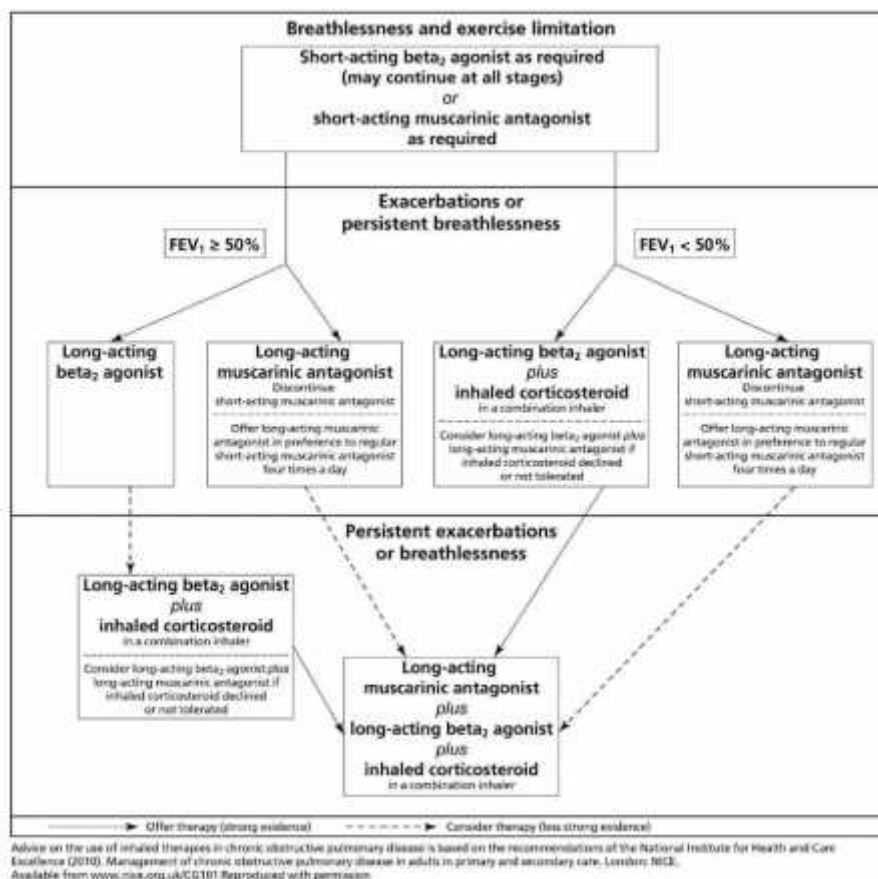 Breathlessness and exercise limitation
Short-acting beta₂ agonist as required
(may continue at all stages)
or
short-acting muscarinic antagonist
as required
Exacerbations or
persistent breathlessness
FEV₁ ≥ 50%
FEV₁ < 50%
Long-acting
beta₂ agonist
Long-acting
muscarinic antagonist
Discontinue
short-acting muscarinic antagonist
Offer long-acting muscarinic
antagonist in preference to regular
short-acting muscarinic antagonist
four times a day
Long-acting beta₂ agonist
plus
inhaled corticosteroid
in a combination inhaler
Consider long-acting beta₂ agonist plus
long-acting muscarinic antagonist if
inhaled corticosteroid declined
or not tolerated
Long-acting
muscarinic antagonist
Discontinue
short-acting muscarinic antagonist
Offer long-acting muscarinic
antagonist in preference to regular
short-acting muscarinic antagonist
four times a day
Persistent exacerbations
or breathlessness
Long-acting beta₂ agonist
plus
inhaled corticosteroid
in a combination inhaler
Consider long-acting beta₂ agonist plus
long-acting muscarinic antagonist if
inhaled corticosteroid declined
or not tolerated
Long-acting
muscarinic antagonist
plus
long-acting beta₂ agonist
plus
inhaled corticosteroid
in a combination inhaler
Offer therapy (strong evidence)
Consider therapy (less strong evidence)
Advice on the use of inhaled therapies in chronic obstructive pulmonary disease is based on the recommendations of the National Institute for Health and Care
Excellence (2010). Management of chronic obstructive pulmonary disease in adults in primary and secondary care. London: NICE.
Available from www.nice.org.uk/CG101 Reproduced with permission